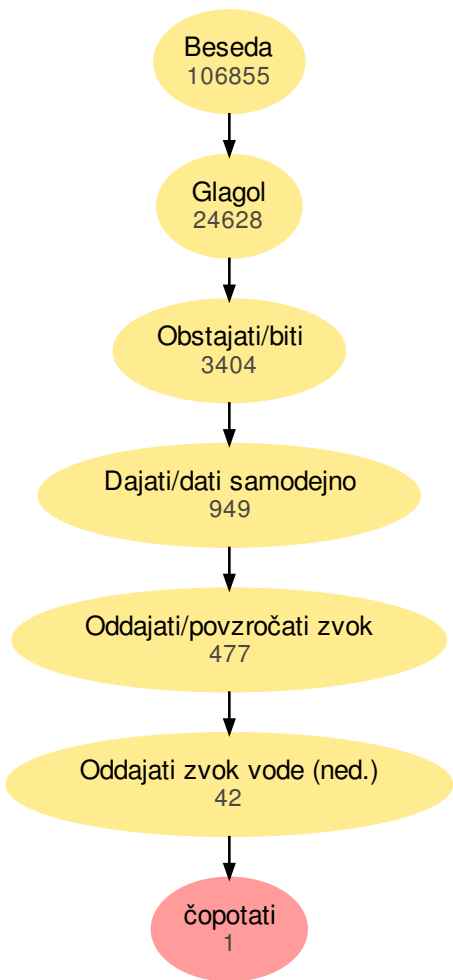 Beseda
106855
Glagol
24628
Obstajati/biti
3404
Dajati/dati samodejno
949
Oddajati/povzročati zvok
477
Oddajati zvok vode (ned.)
42
čopotati
1